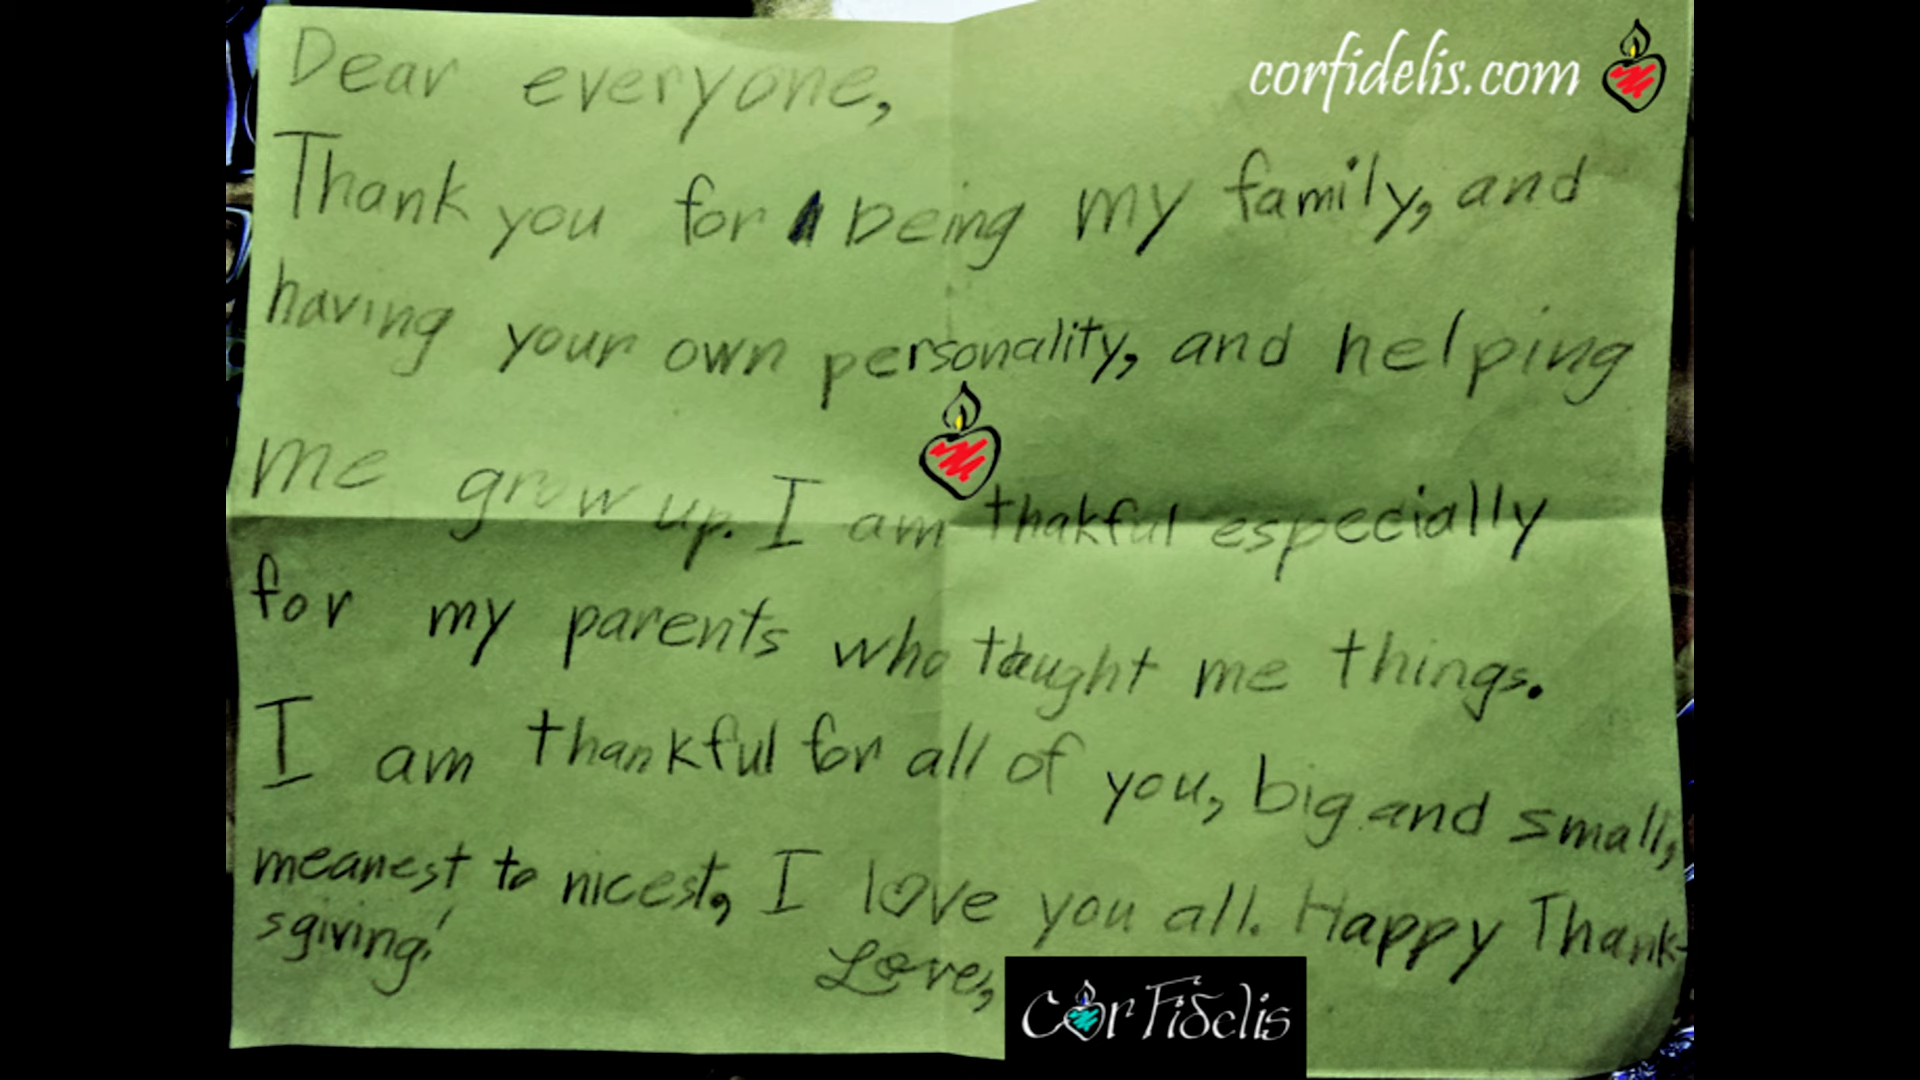 corfidelis.com
Dear everyone,
Thank you for being my family, and
having your own personality, and helping
me grow up. I am thakful especially
for my parents who taught me things.
I am thankful for all of you, big and small,
meanest to nicest, I love you all. Happy Thank-
sgiving!
Love,
Cor Fidelis